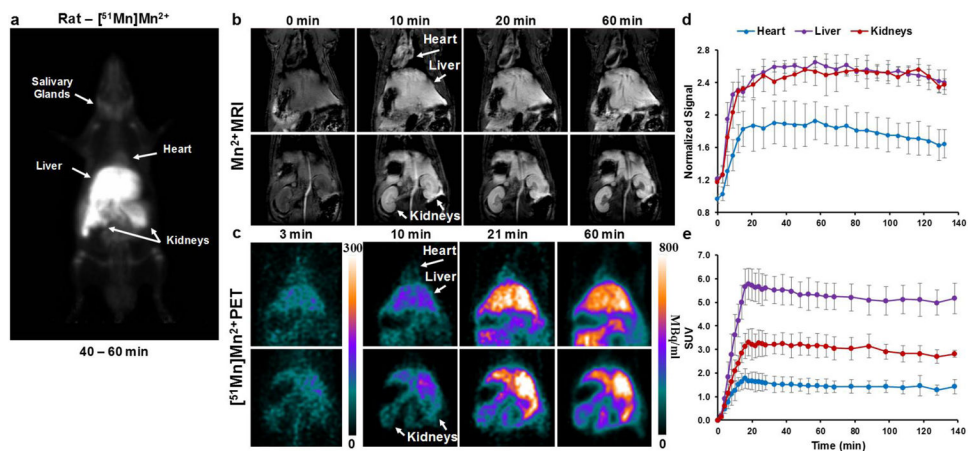 a
Rat – [⁵¹Mn]Mn²⁺
Salivary
Glands
Heart
Liver
Kidneys
40 – 60 min
b
0 min
10 min
20 min
60 min
Mn²⁺MRI
Heart
Liver
Kidneys
c
3 min
10 min
21 min
60 min
[⁵¹Mn]Mn²⁺PET
Heart
Liver
Kidneys
300
0
800
0
MBq/ml
d
Heart
Liver
Kidneys
Normalized Signal
2.8
2.4
2.0
1.6
1.2
0.8
0 20 40 60 80 100 120 140
e
SUV
7.0
6.0
5.0
4.0
3.0
2.0
1.0
0.0
0 20 40 60 80 100 120 140
Time (min)